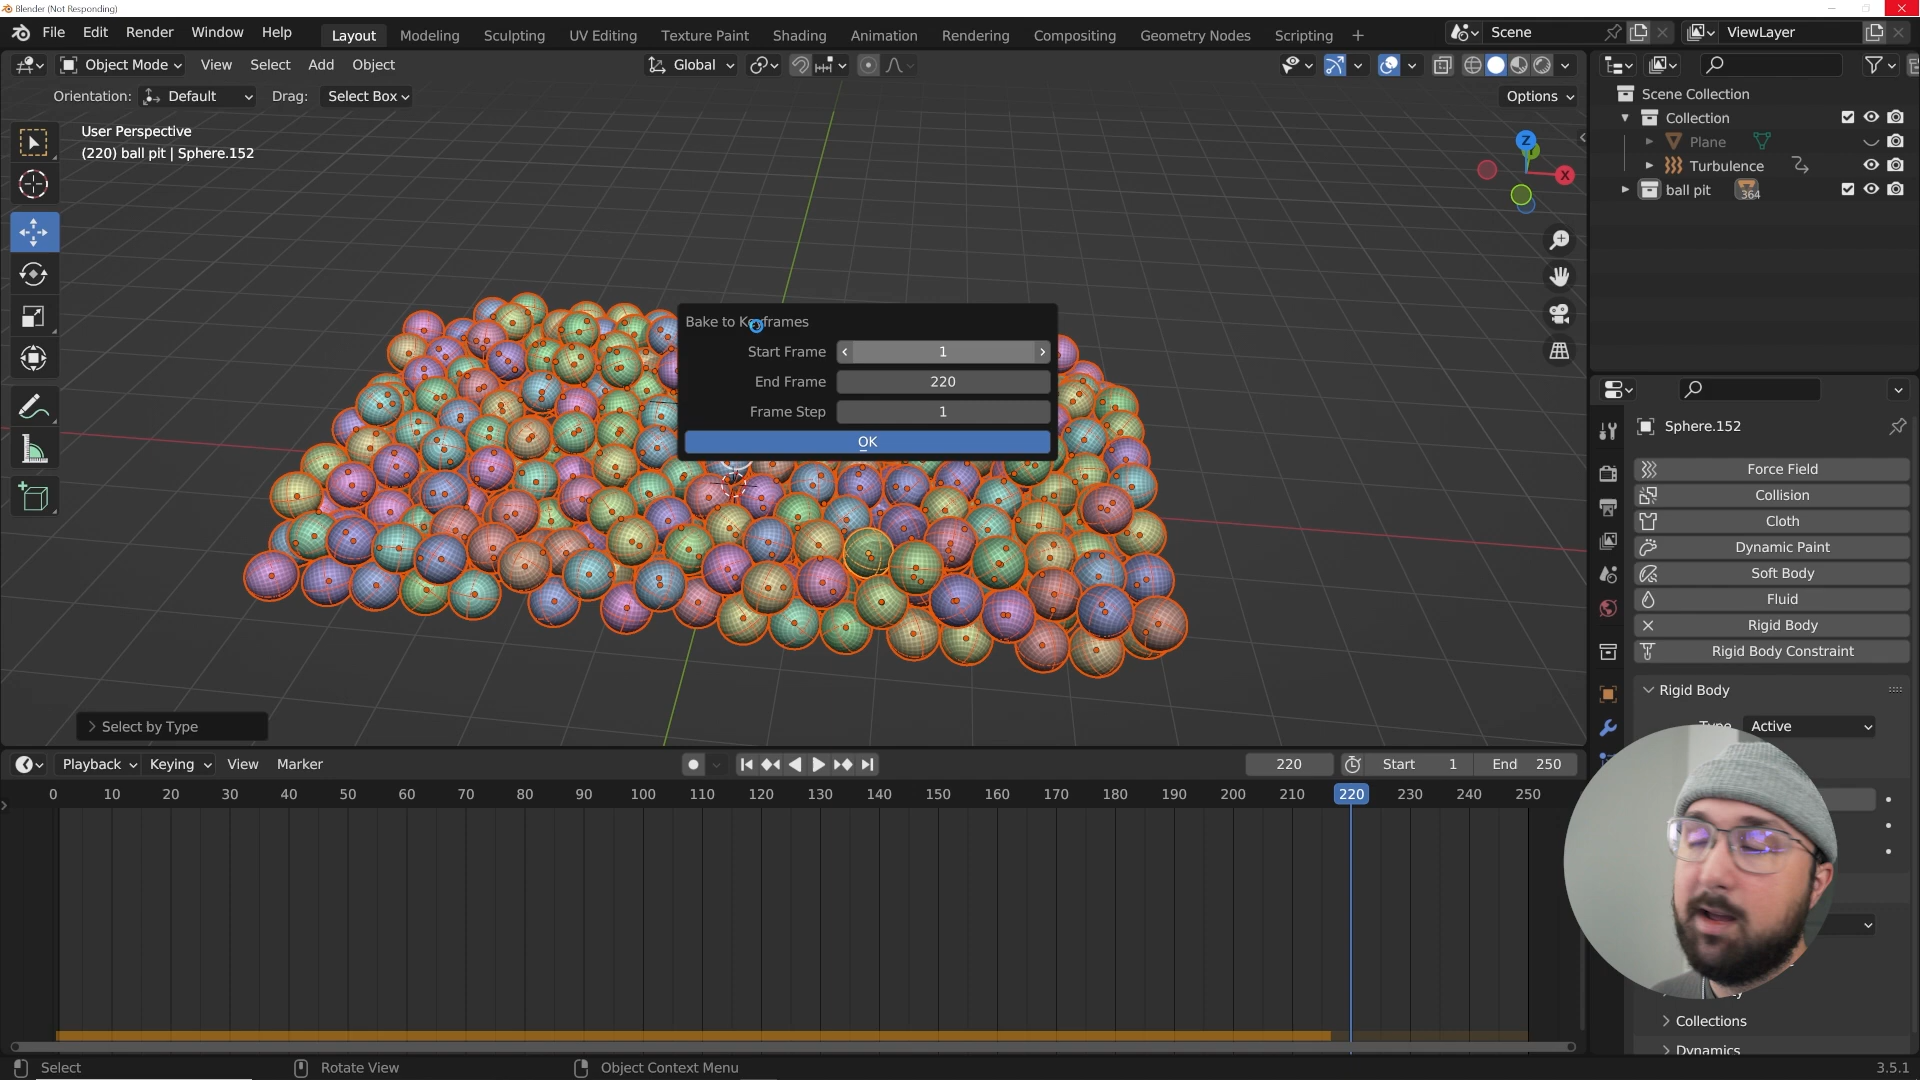 Blender (Not Responding)
File Edit Render Window Help
Layout Modeling Sculpting UV Editing Texture Paint Shading Animation Rendering Compositing Geometry Nodes Scripting +
Scene
ViewLayer
Object Mode View Select Add Object
Global
Orientation: Default Drag: Select Box
Options
User Perspective
(220) ball pit | Sphere.152
Z
X
Scene Collection
Collection
Plane
Turbulence
ball pit 364
Bake to Keyframes
Start Frame 1
End Frame 220
Frame Step 1
OK
Sphere.152
Force Field
Collision
Cloth
Dynamic Paint
Soft Body
Fluid
Rigid Body
Rigid Body Constraint
Rigid Body
Type Active
Collections
Dynamics
Select by Type
Playback Keying View Marker
220 Start 1 End 250
0 10 20 30 40 50 60 70 80 90 100 110 120 130 140 150 160 170 180 190 200 210 220 230 240 250
Select Rotate View Object Context Menu
3.5.1